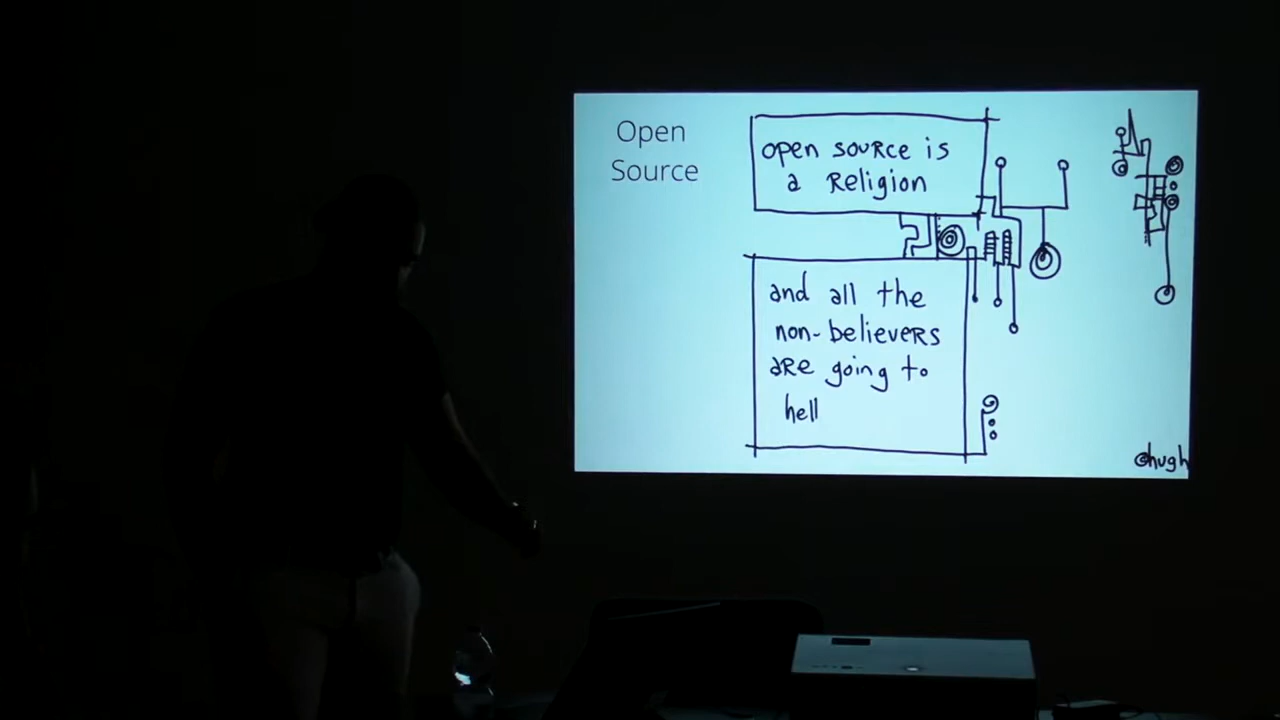 Open
Source
open source is
a Religion
and all the
non-believers
are going to
hell
@hugh